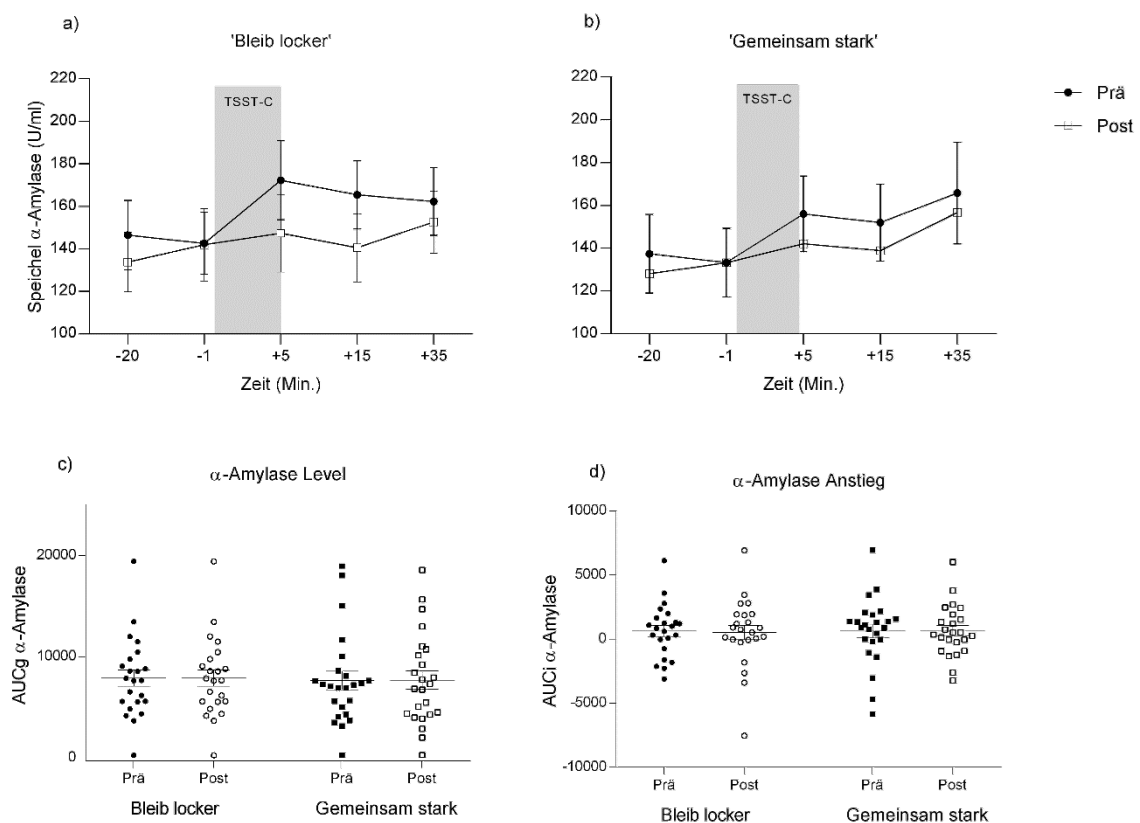 a)
'Bleib locker'
Speichel α-Amylase (U/ml)
220
200
180
160
140
120
100
TSST-C
-20 -1 +5 +15 +35
Zeit (Min.)
b)
'Gemeinsam stark'
220
200
180
160
140
120
100
TSST-C
-20 -1 +5 +15 +35
Zeit (Min.)
Prä
Post
c)
α-Amylase Level
AUCg α-Amylase
20000
10000
0
Prä Post
Bleib locker Gemeinsam stark
Prä Post
d)
α-Amylase Anstieg
AUCi α-Amylase
10000
5000
0
-5000
-10000
Prä Post Prä Post
Bleib locker Gemeinsam stark